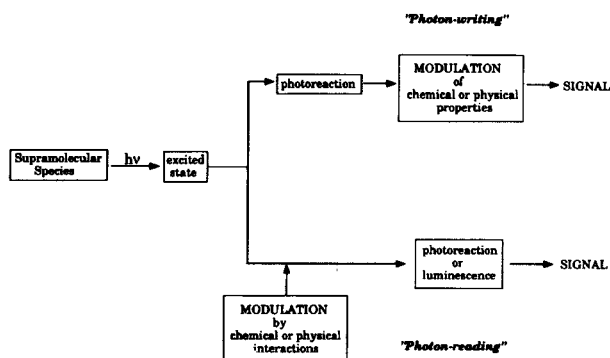 "Photon-writing"
photoreaction
MODULATION
of
chemical or physical
properties
SIGNAL
Supramolecular
Species
hν
excited
state
photoreaction
or
luminescence
SIGNAL
MODULATION
by
chemical or physical
interactions
"Photon-reading"